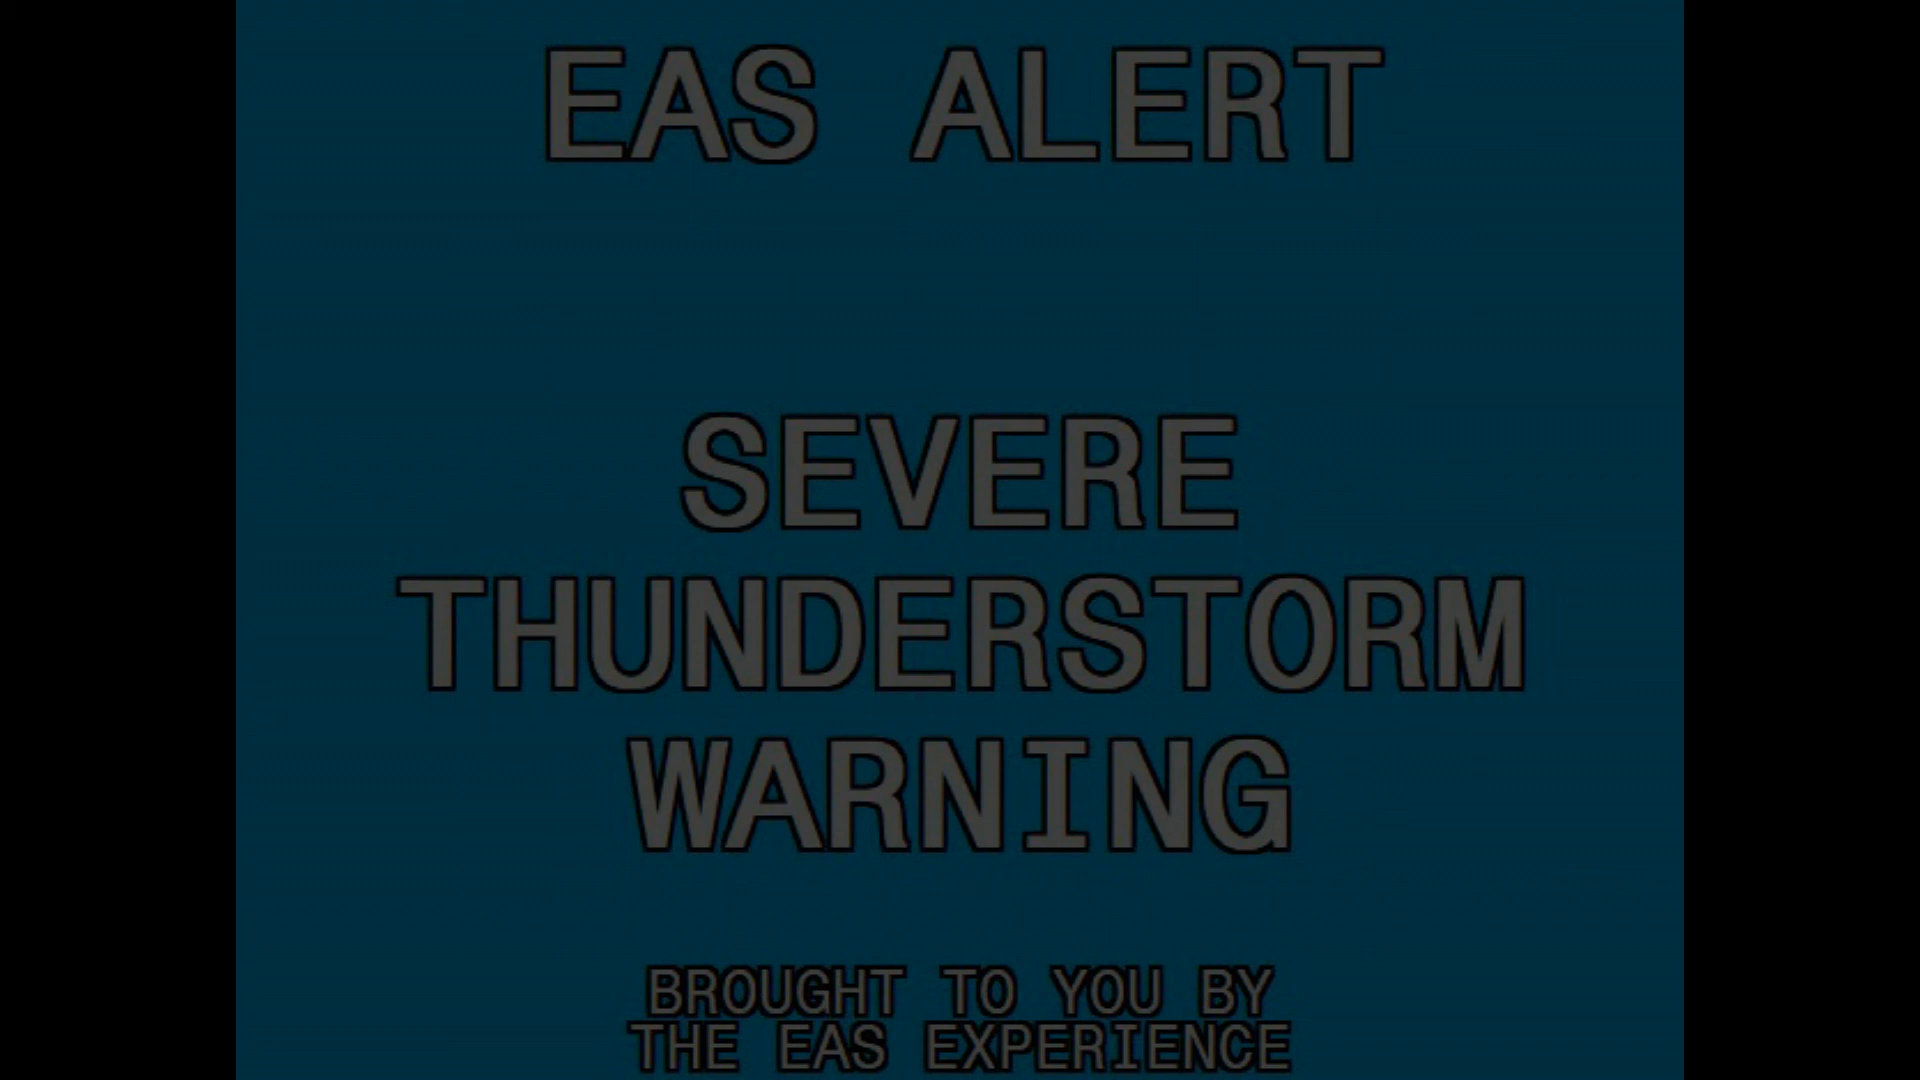 EAS ALERT
SEVERE
THUNDERSTORM
WARNING
BROUGHT TO YOU BY
THE EAS EXPERIENCE